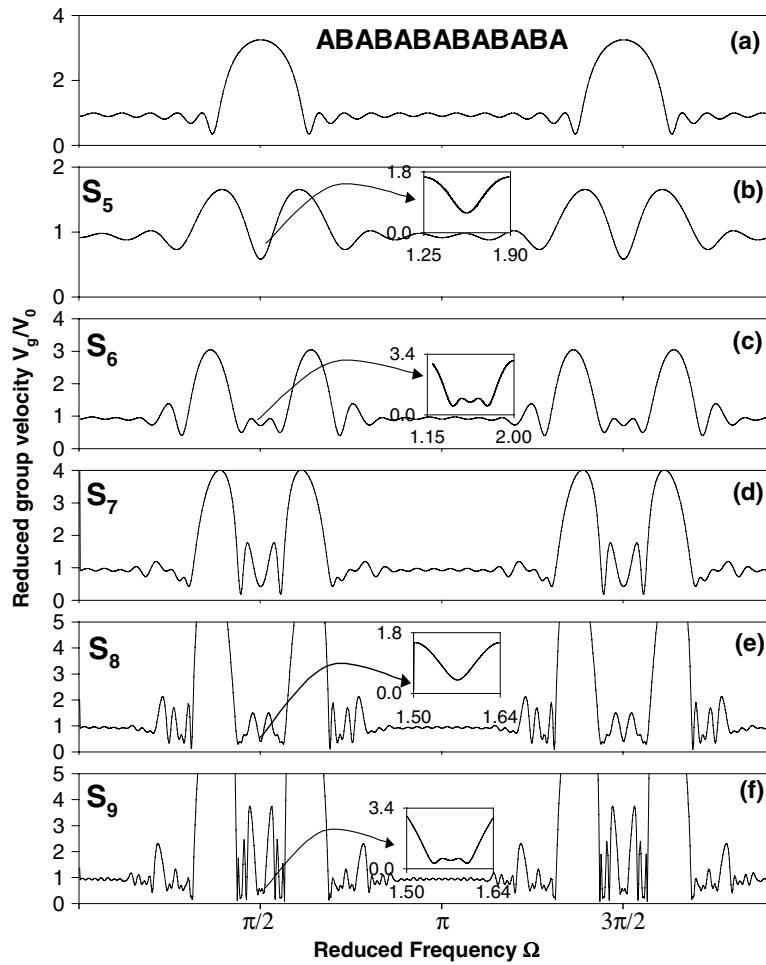 ABABABABABABA
(a)
4
2
0
S5
(b)
2
1
0
1.8
0.0
1.25 1.90
S6
(c)
4
3
2
1
0
3.4
0.0
1.15 2.00
S7
(d)
4
3
2
1
0
S8
(e)
5
4
3
2
1
0
1.8
0.0
1.50 1.64
S9
(f)
5
4
3
2
1
0
3.4
0.0
1.50 1.64
Reduced group velocity Vg/V0
π/2 π 3π/2
Reduced Frequency Ω